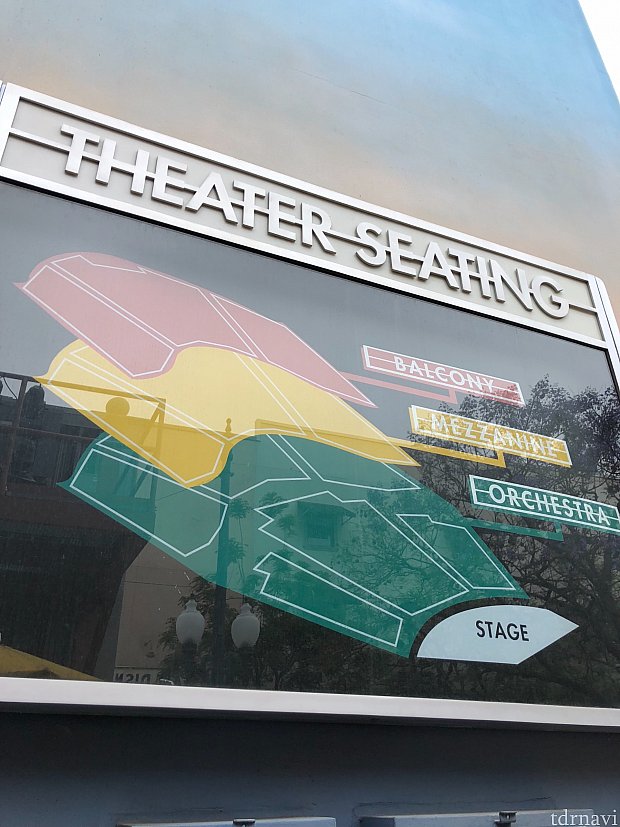 THEATER SEATING
BALCONY
MEZZANINE
ORCHESTRA
STAGE
tdrnavi